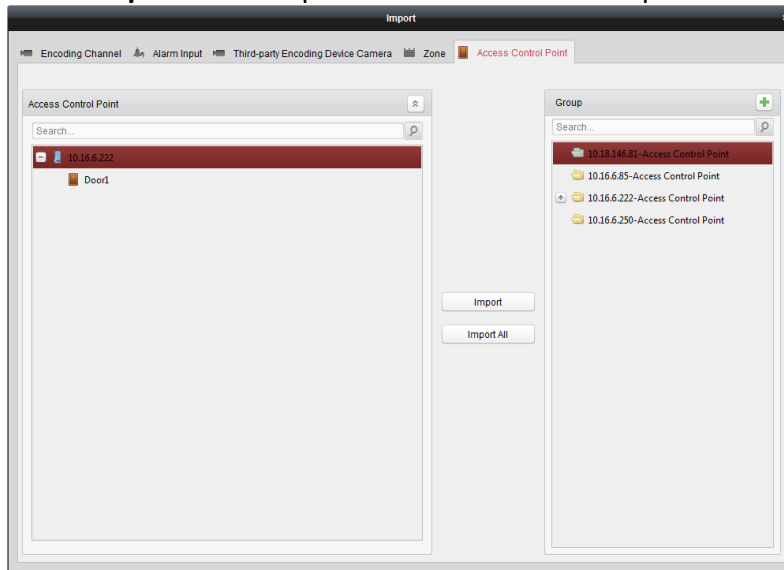 Import
Encoding Channel Alarm Input Third-party Encoding Device Camera Zone Access Control Point
Access Control Point
Search...
10.16.6.222
Door1
Import
Import All
Group
Search...
10.18.146.81-Access Control Point
10.16.6.85-Access Control Point
10.16.6.222-Access Control Point
10.16.6.250-Access Control Point